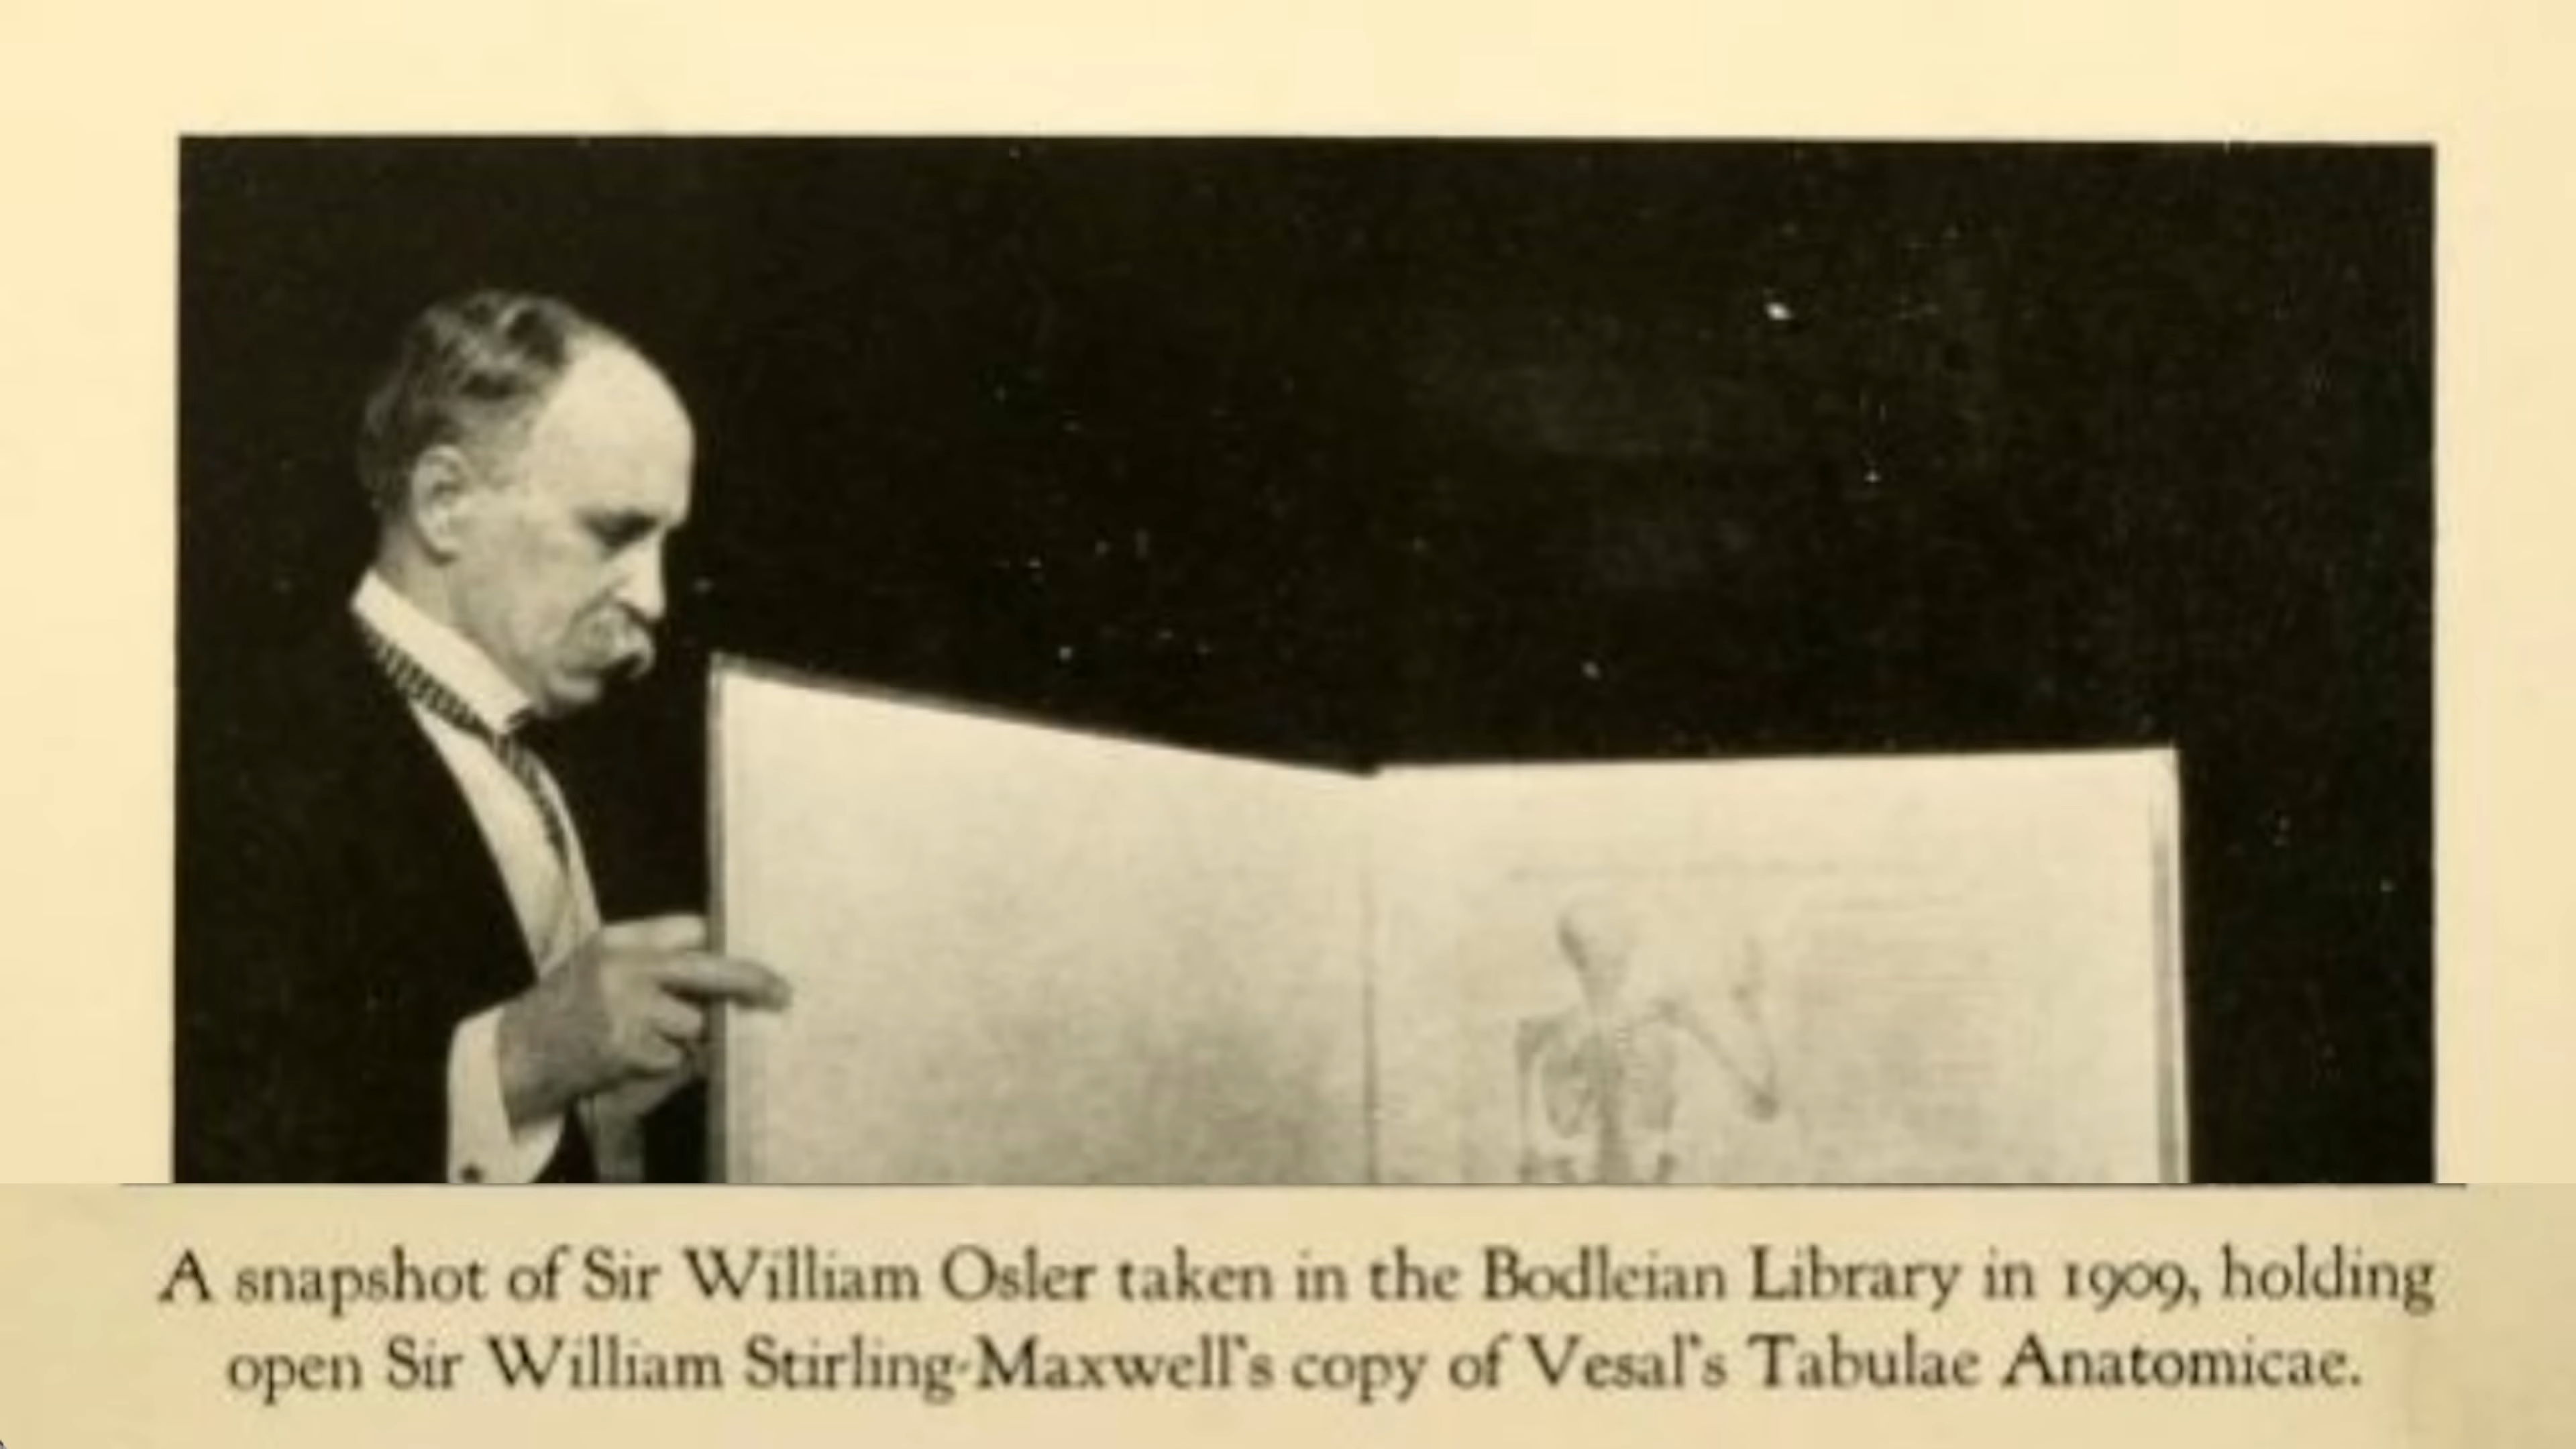 A snapshot of Sir William Osler taken in the Bodleian Library in 1909, holding
open Sir William Stirling-Maxwell's copy of Vesal's Tabulae Anatomicae.